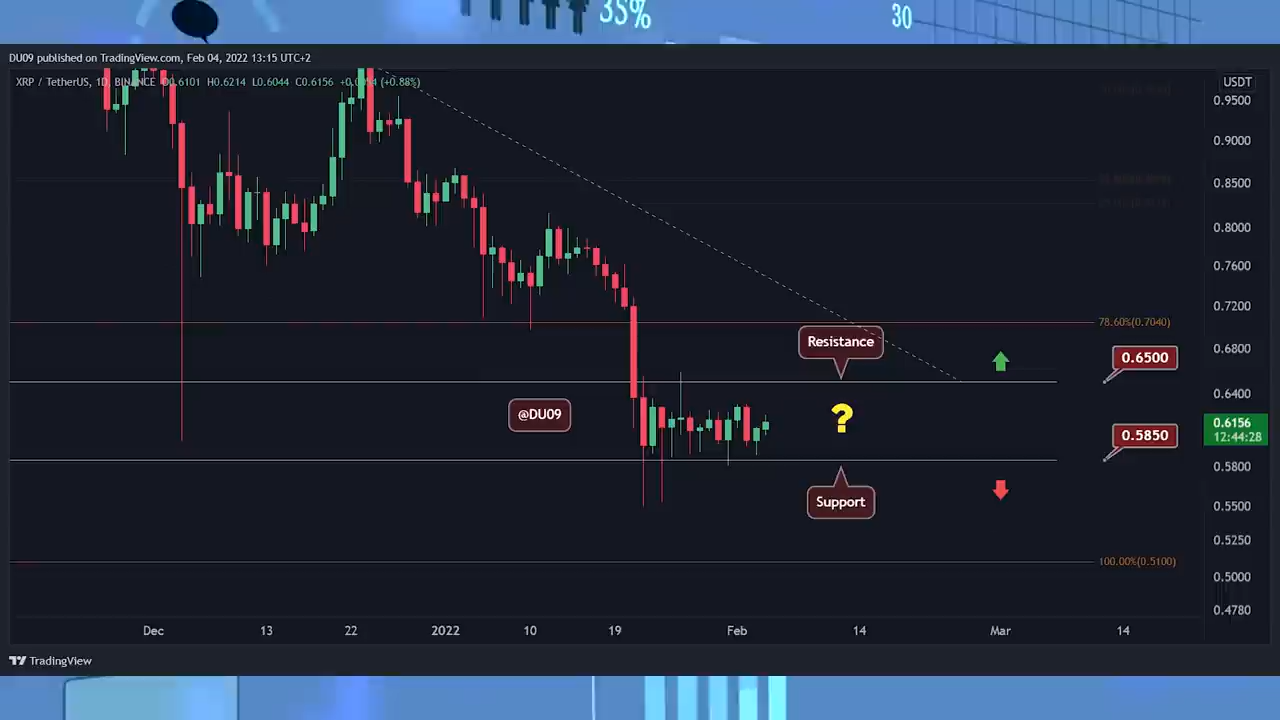 35%
30
DU09 published on TradingView.com, Feb 04, 2022 13:15 UTC+2
XRP / TetherUS, 1D, BINANCE O0.6101 H0.6214 L0.6044 C0.6156 (+0.88%)
USDT
0.9500
0.9000
0.8500
0.8000
0.7600
0.7200
78.60%(0.7040)
Resistance
0.6800
0.6500
0.6400
@DU09
?
0.6156
12:44:28
0.5850
0.5800
Support
0.5500
0.5250
100.00%(0.5100)
0.5000
0.4780
Dec 13 22 2022 10 19 Feb 14 Mar 14
TradingView